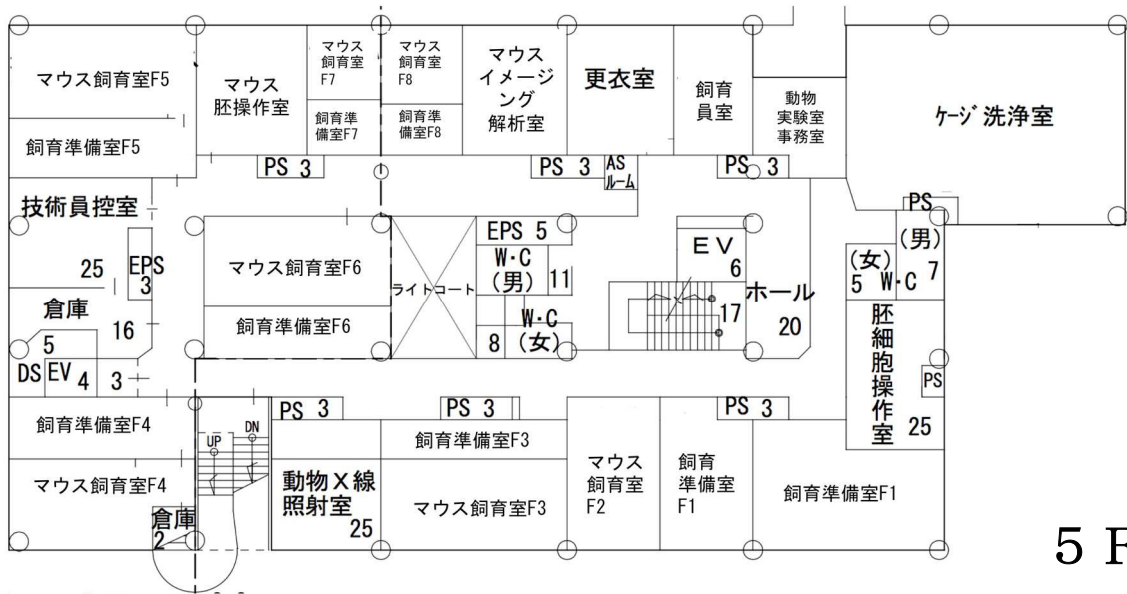 マウス飼育室F5
飼育準備室F5
マウス
胚操作室
マウス
飼育室
F7
飼育準
備室F7
マウス
飼育室
F8
飼育準
備室F8
マウス
イメージ
ング
解析室
更衣室
飼育
員室
動物
実験室
事務室
ケージ洗浄室
PS 3
PS 3
AS
ルーム
PS 3
PS
技術員控室
25
EPS
3
倉庫
5
16
DS
EV
4
3
マウス飼育室F6
飼育準備室F6
ライトコート
EPS 5
W·C
(男)
11
W·C
(女)
8
EV
6
17
ホール
20
(男)
7
(女)
5
W·C
胚細胞操作室
25
PS
飼育準備室F4
マウス飼育室F4
倉庫
2
UP
DN
PS 3
PS 3
PS 3
動物X線
照射室
25
飼育準備室F3
マウス飼育室F3
マウス
飼育室
F2
飼育
準備室
F1
飼育準備室F1
5F